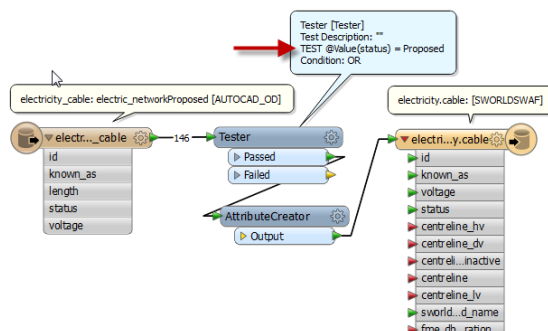 Tester [Tester]
Test Description: ""
TEST @Value(status) = Proposed
Condition: OR
electricity_cable: electric_networkProposed [AUTOCAD_OD]
electricity.cable: [SWORLDSWAF]
electr..._cable
id
known_as
length
status
voltage
146
Tester
Passed
Failed
AttributeCreator
Output
electri...y.cable
id
known_as
voltage
status
centreline_hv
centreline_dv
centreli...inactive
centreline
centreline_lv
sworld...d_name
fme_db...ration